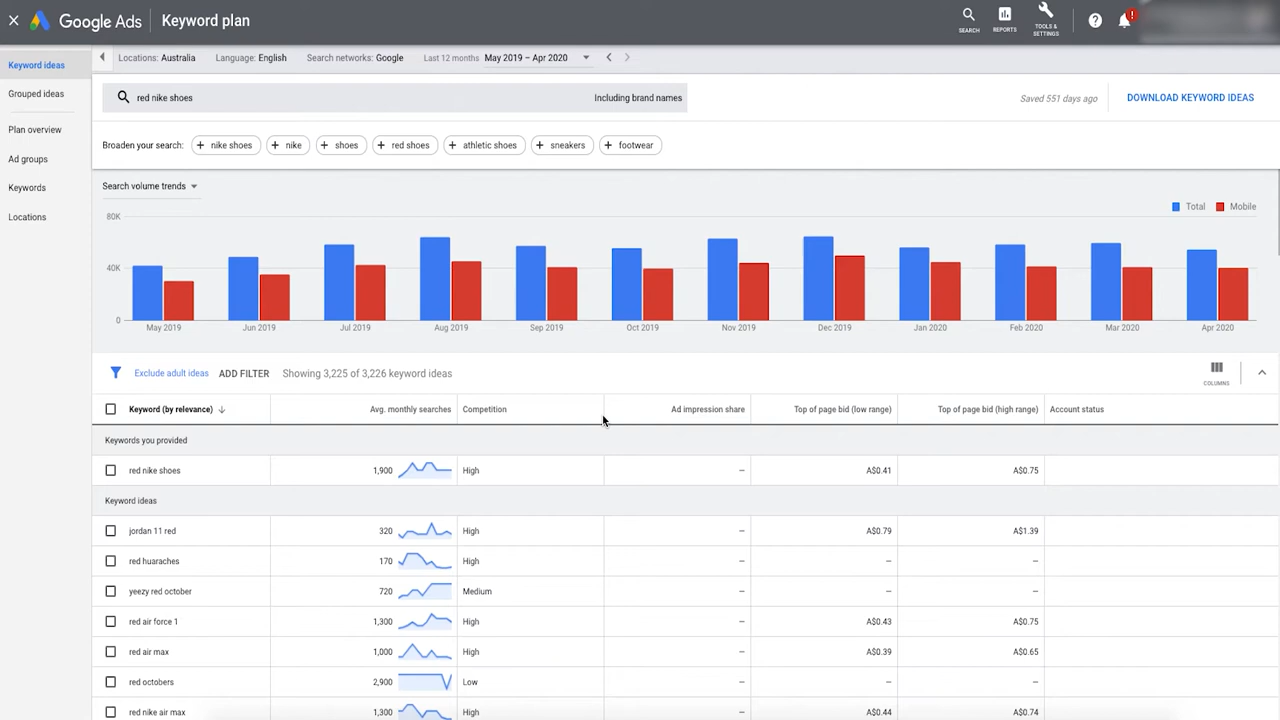 Google Ads
Keyword plan
SEARCH
REPORTS
TOOLS & SETTINGS
!
Keyword ideas
Grouped ideas
Plan overview
Ad groups
Keywords
Locations
Locations: Australia
Language: English
Search networks: Google
Last 12 months
May 2019 – Apr 2020
red nike shoes
Including brand names
Saved 551 days ago
DOWNLOAD KEYWORD IDEAS
Broaden your search:
+ nike shoes
+ nike
+ shoes
+ red shoes
+ athletic shoes
+ sneakers
+ footwear
Search volume trends
Total
Mobile
80K
40K
0
May 2019
Jun 2019
Jul 2019
Aug 2019
Sep 2019
Oct 2019
Nov 2019
Dec 2019
Jan 2020
Feb 2020
Mar 2020
Apr 2020
Exclude adult ideas
ADD FILTER
Showing 3,225 of 3,226 keyword ideas
COLUMNS
Keyword (by relevance) Avg. monthly searches Competition Ad impression share Top of page bid (low range) Top of page bid (high range) Account status
Keywords you provided
red nike shoes 1,900 High – A$0.41 A$0.75
Keyword ideas
jordan 11 red 320 High – A$0.79 A$1.39
red huaraches 170 High – – –
yeezy red october 720 Medium – – –
red air force 1 1,300 High – A$0.43 A$0.75
red air max 1,000 High – A$0.39 A$0.65
red octobers 2,900 Low – – –
red nike air max 1,300 High – A$0.44 A$0.74